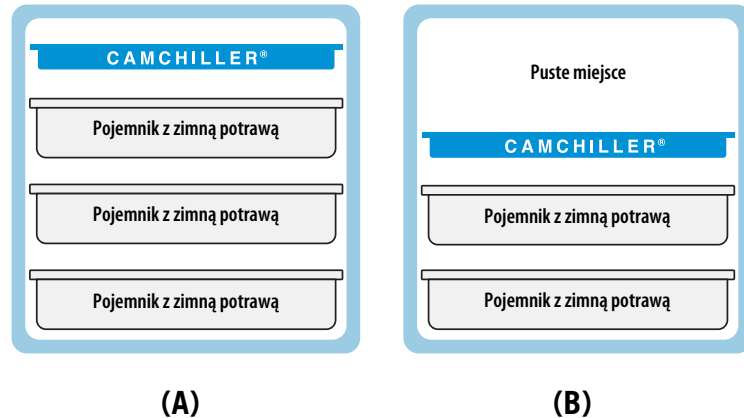 CAMCHILLER®
Pojemnik z zimną potrawą
Pojemnik z zimną potrawą
Pojemnik z zimną potrawą
(A)
Puste miejsce
CAMCHILLER®
Pojemnik z zimną potrawą
Pojemnik z zimną potrawą
(B)